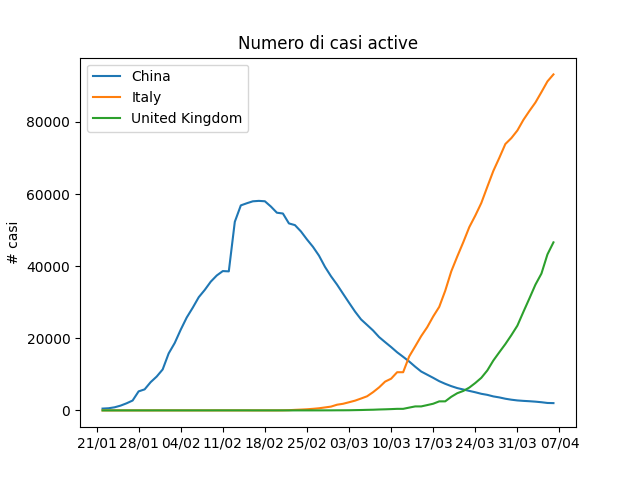 Numero di casi active
China
Italy
United Kingdom
# casi
80000
60000
40000
20000
0
21/01 28/01 04/02 11/02 18/02 25/02 03/03 10/03 17/03 24/03 31/03 07/04